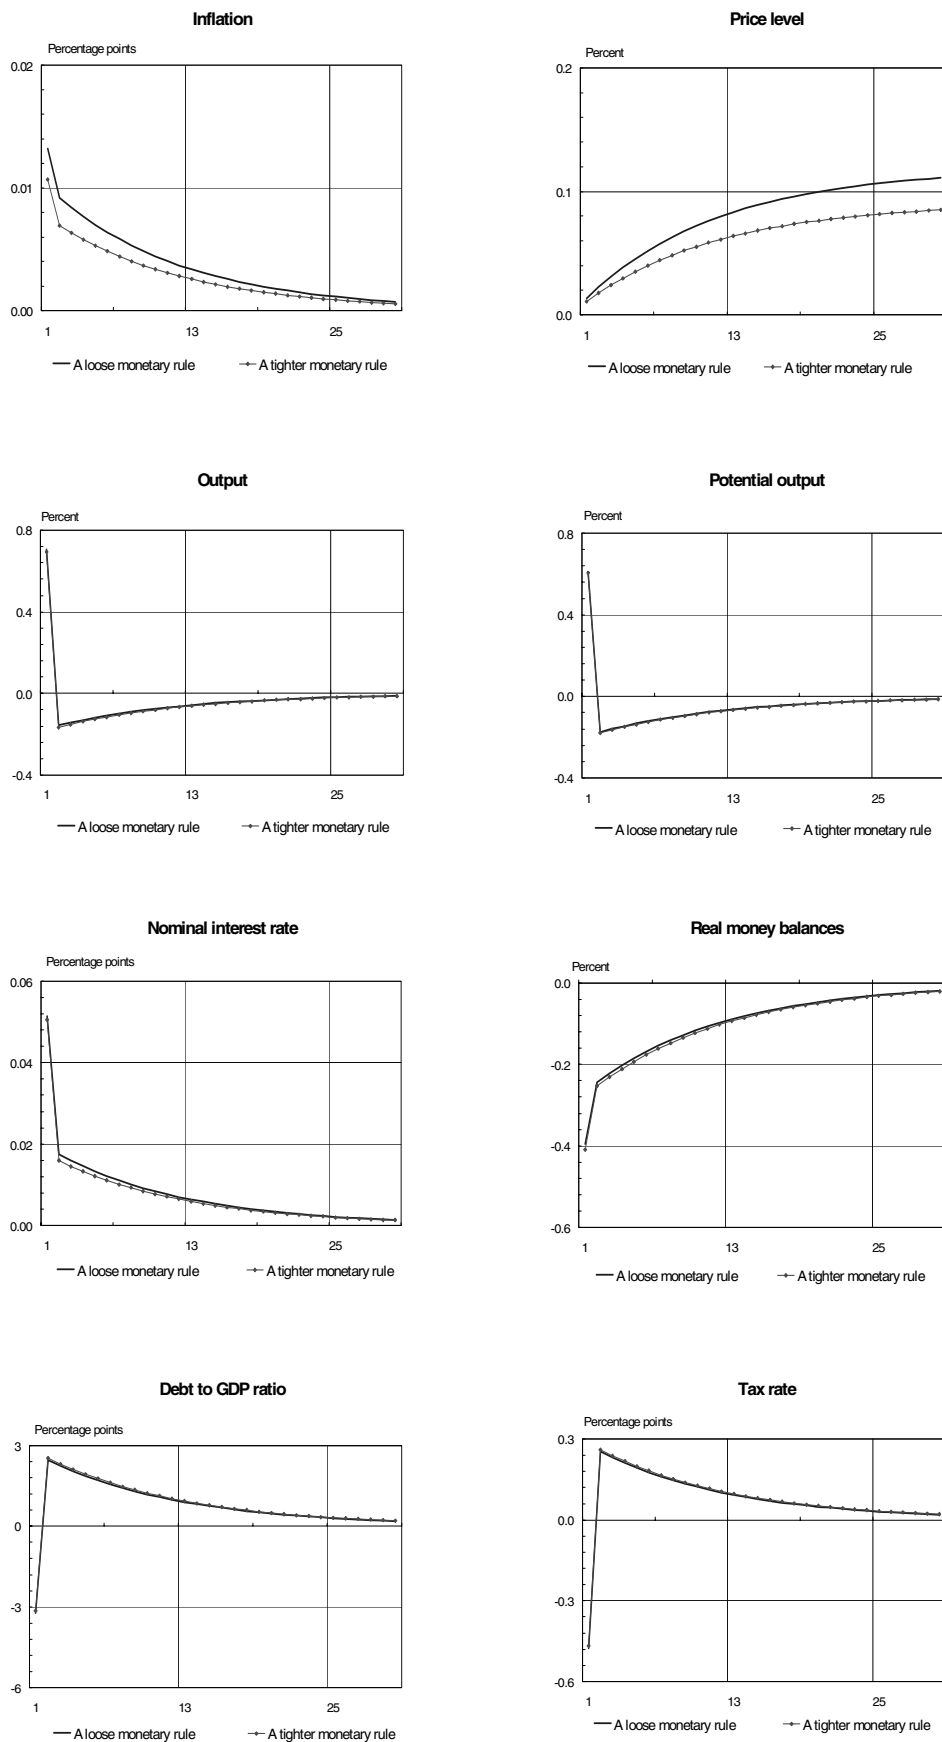 Inflation
Percentage points
0.02
0.01
0.00
1 13 25
A loose monetary rule A tighter monetary rule
Price level
Percent
0.2
0.1
0.0
1 13 25
A loose monetary rule A tighter monetary rule
Output
Percent
0.8
0.4
0.0
-0.4
1 13 25
A loose monetary rule A tighter monetary rule
Potential output
Percent
0.8
0.4
0.0
-0.4
1 13 25
A loose monetary rule A tighter monetary rule
Nominal interest rate
Percentage points
0.06
0.04
0.02
0.00
1 13 25
A loose monetary rule A tighter monetary rule
Real money balances
Percent
0.0
-0.2
-0.4
-0.6
1 13 25
A loose monetary rule A tighter monetary rule
Debt to GDP ratio
Percentage points
3
0
-3
-6
1 13 25
A loose monetary rule A tighter monetary rule
Tax rate
Percentage points
0.3
0.0
-0.3
-0.6
1 13 25
A loose monetary rule A tighter monetary rule